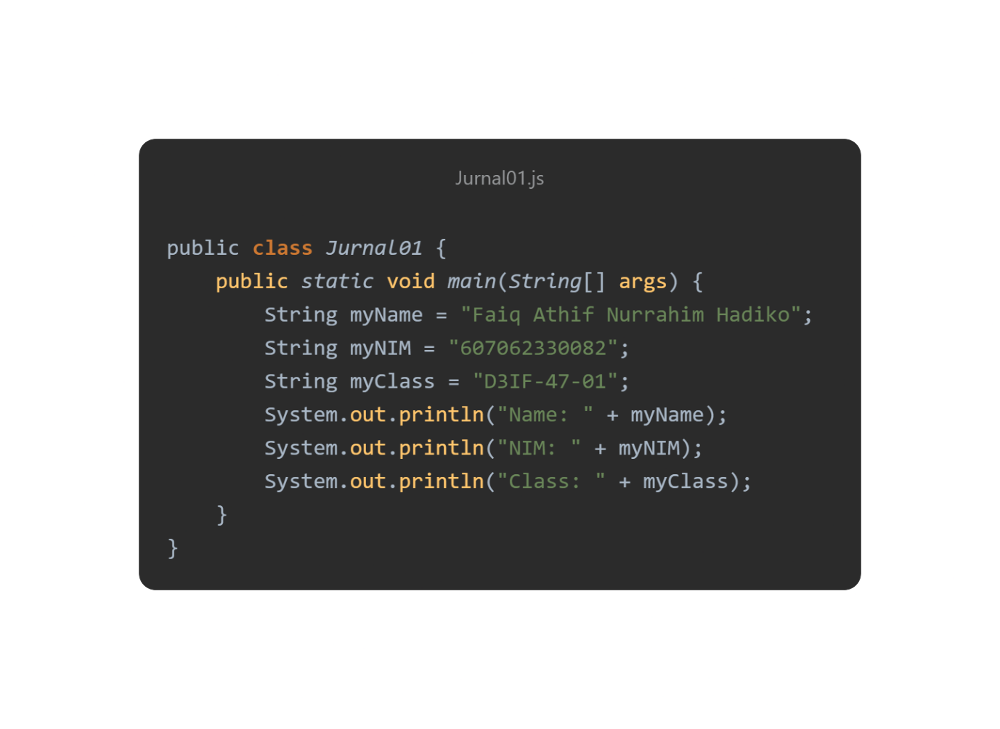 Jurnal01.js
public class Jurnal01 {
    public static void main(String[] args) {
        String myName = "Faiq Athif Nurrahim Hadiko";
        String myNIM = "607062330082";
        String myClass = "D3IF-47-01";
        System.out.println("Name: " + myName);
        System.out.println("NIM: " + myNIM);
        System.out.println("Class: " + myClass);
    }
}